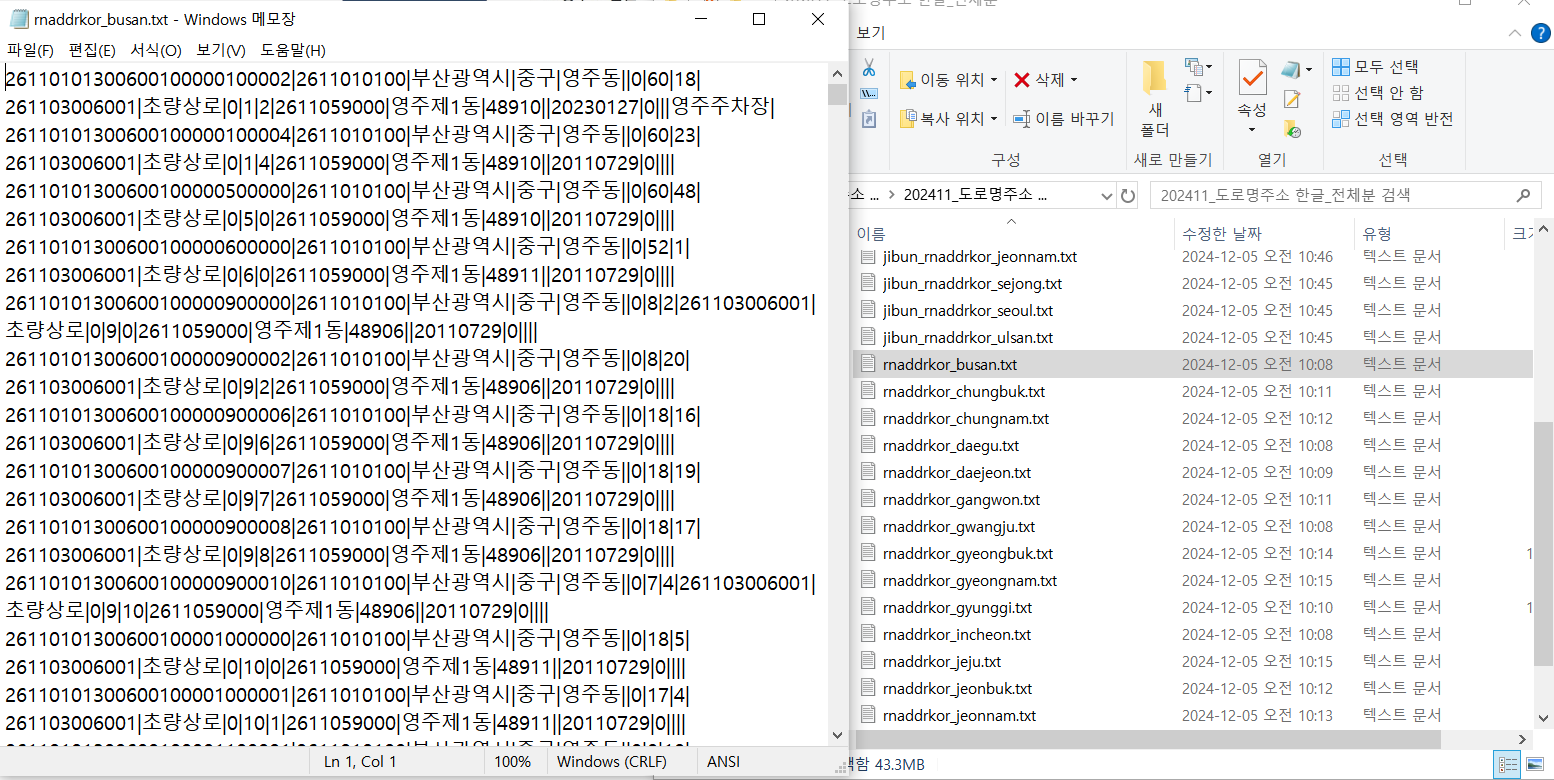 rnaddrkor_busan.txt - Windows 메모장
파일(F) 편집(E) 서식(O) 보기(V) 도움말(H)
26110101300600100000100002|2611010100|부산광역시|중구|영주동||0|60|18|
261103006001|초량상로|0|1|2|2611059000|영주제1동|48910||20230127|0|||영주주차장|
26110101300600100000100004|2611010100|부산광역시|중구|영주동||0|60|23|
261103006001|초량상로|0|1|4|2611059000|영주제1동|48910||20110729|0||||
26110101300600100000500000|2611010100|부산광역시|중구|영주동||0|60|48|
261103006001|초량상로|0|5|0|2611059000|영주제1동|48910||20110729|0||||
26110101300600100000600000|2611010100|부산광역시|중구|영주동||0|52|1|
261103006001|초량상로|0|6|0|2611059000|영주제1동|48911||20110729|0||||
26110101300600100000900000|2611010100|부산광역시|중구|영주동||0|8|2|261103006001|
초량상로|0|9|0|2611059000|영주제1동|48906||20110729|0||||
26110101300600100000900002|2611010100|부산광역시|중구|영주동||0|8|20|
261103006001|초량상로|0|9|2|2611059000|영주제1동|48906||20110729|0||||
26110101300600100000900006|2611010100|부산광역시|중구|영주동||0|18|16|
261103006001|초량상로|0|9|6|2611059000|영주제1동|48906||20110729|0||||
26110101300600100000900007|2611010100|부산광역시|중구|영주동||0|18|19|
261103006001|초량상로|0|9|7|2611059000|영주제1동|48906||20110729|0||||
26110101300600100000900008|2611010100|부산광역시|중구|영주동||0|18|17|
261103006001|초량상로|0|9|8|2611059000|영주제1동|48906||20110729|0||||
26110101300600100000900010|2611010100|부산광역시|중구|영주동||0|7|4|261103006001|
초량상로|0|9|10|2611059000|영주제1동|48906||20110729|0||||
26110101300600100001000000|2611010100|부산광역시|중구|영주동||0|18|5|
261103006001|초량상로|0|10|0|2611059000|영주제1동|48911||20110729|0||||
26110101300600100001000001|2611010100|부산광역시|중구|영주동||0|17|4|
261103006001|초량상로|0|10|1|2611059000|영주제1동|48911||20110729|0||||
Ln 1, Col 1 100% Windows (CRLF) ANSI
보기
이동 위치 삭제 모두 선택
선택 안 함
복사 위치 이름 바꾸기 선택 영역 반전
새
폴더
속성
구성 새로 만들기 열기 선택
주소 ... 202411_도로명주소 ... 202411_도로명주소 한글_전체분 검색
이름 수정한 날짜 유형
jibun_rnaddrkor_jeonnam.txt 2024-12-05 오전 10:46 텍스트 문서
jibun_rnaddrkor_sejong.txt 2024-12-05 오전 10:45 텍스트 문서
jibun_rnaddrkor_seoul.txt 2024-12-05 오전 10:45 텍스트 문서
jibun_rnaddrkor_ulsan.txt 2024-12-05 오전 10:45 텍스트 문서
rnaddrkor_busan.txt 2024-12-05 오전 10:08 텍스트 문서
rnaddrkor_chungbuk.txt 2024-12-05 오전 10:11 텍스트 문서
rnaddrkor_chungnam.txt 2024-12-05 오전 10:12 텍스트 문서
rnaddrkor_daegu.txt 2024-12-05 오전 10:08 텍스트 문서
rnaddrkor_daejeon.txt 2024-12-05 오전 10:09 텍스트 문서
rnaddrkor_gangwon.txt 2024-12-05 오전 10:11 텍스트 문서
rnaddrkor_gwangju.txt 2024-12-05 오전 10:08 텍스트 문서
rnaddrkor_gyeongbuk.txt 2024-12-05 오전 10:14 텍스트 문서 1
rnaddrkor_gyeongnam.txt 2024-12-05 오전 10:15 텍스트 문서
rnaddrkor_gyunggi.txt 2024-12-05 오전 10:10 텍스트 문서 1
rnaddrkor_incheon.txt 2024-12-05 오전 10:08 텍스트 문서
rnaddrkor_jeju.txt 2024-12-05 오전 10:15 텍스트 문서
rnaddrkor_jeonbuk.txt 2024-12-05 오전 10:12 텍스트 문서
rnaddrkor_jeonnam.txt 2024-12-05 오전 10:13 텍스트 문서
43.3MB